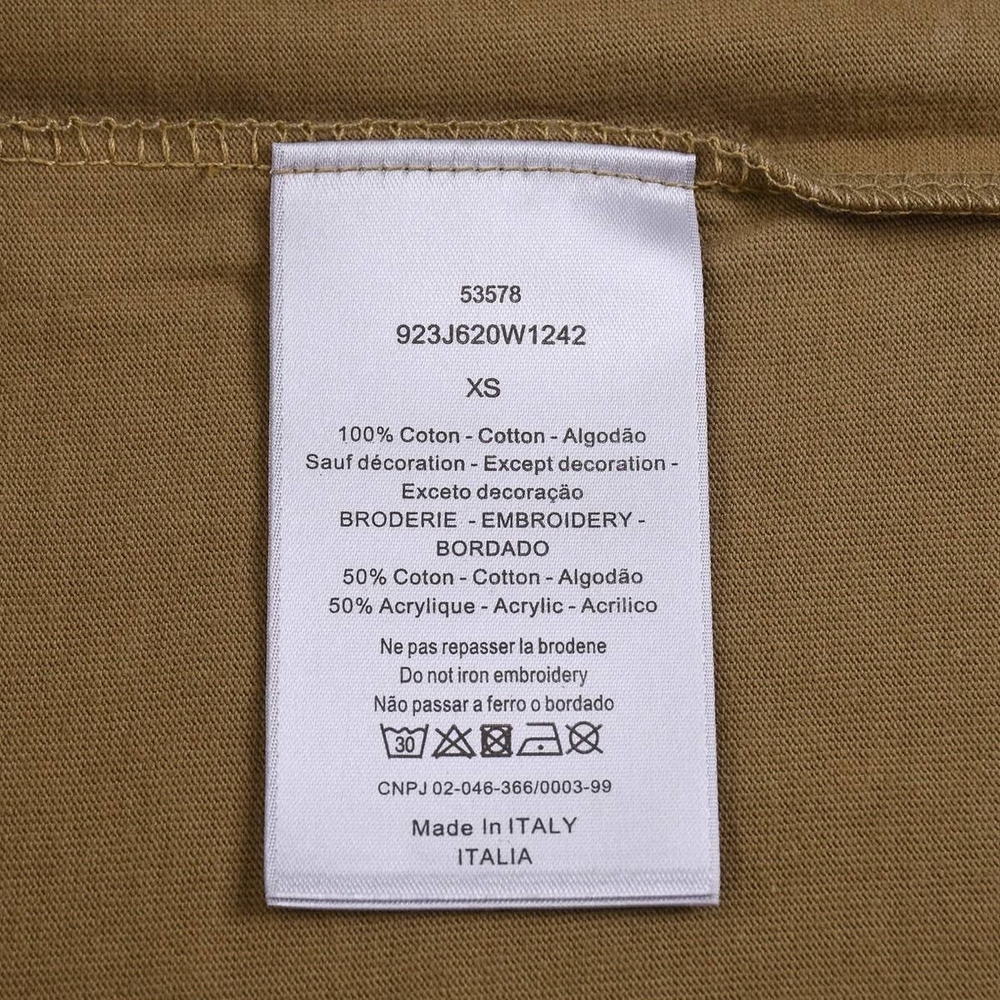 53578
923J620W1242
XS
100% Coton - Cotton - Algodão
Sauf décoration - Except decoration -
Exceto decoração
BRODERIE - EMBROIDERY -
BORDADO
50% Coton - Cotton - Algodão
50% Acrylique - Acrylic - Acrilico
Ne pas repasser la brodene
Do not iron embroidery
Não passar a ferro o bordado
30
CNPJ 02-046-366/0003-99
Made In ITALY
ITALIA